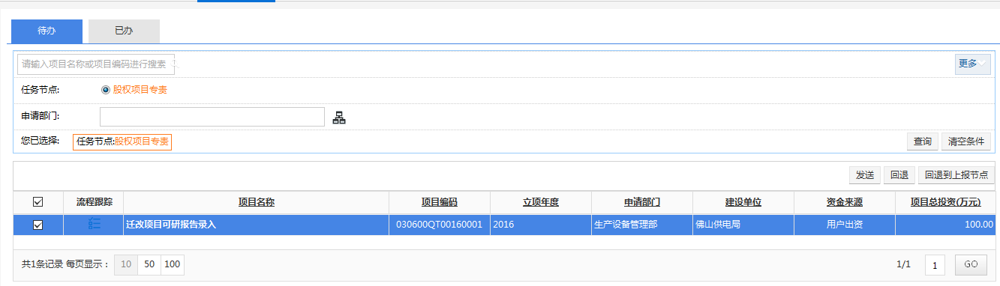 待办 已办
请输入项目名称或项目编码进行搜索 更多
任务节点: 股权项目专责
申请部门:
您已选择: 任务节点:股权项目专责 查询 清空条件
发送 回退 回退到上报节点
流程跟踪 项目名称 项目编码 立项年度 申请部门 建设单位 资金来源 项目总投资(万元)
迁改项目可研报告录入 030600QT00160001 2016 生产设备管理部 佛山供电局 用户出资 100.00
共1条记录 每页显示： 10 50 100 1/1 1 GO